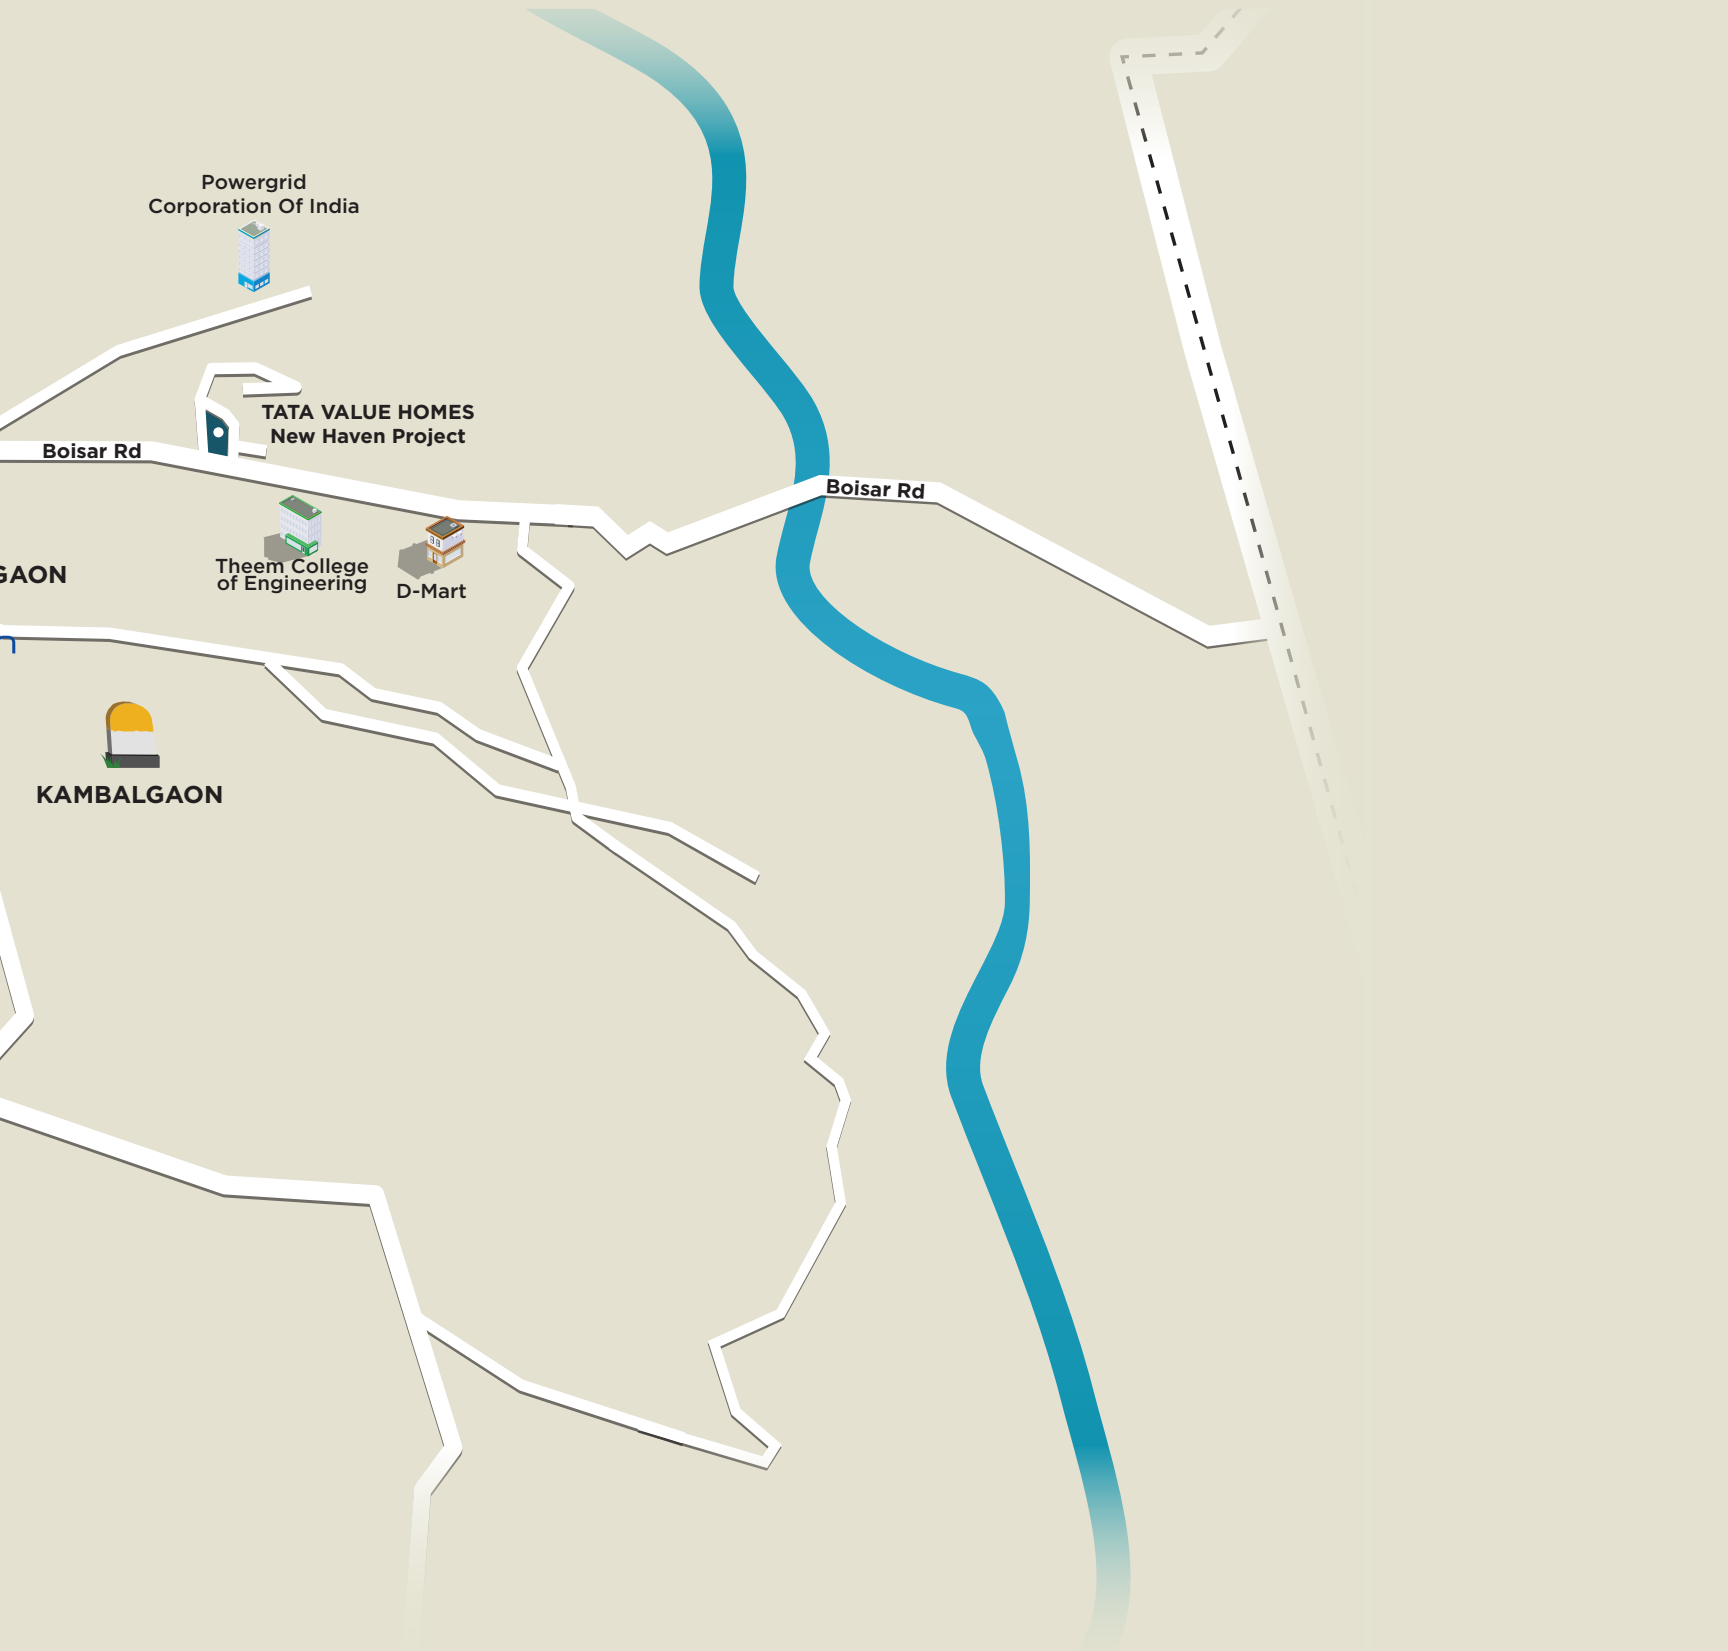 Powergrid
Corporation Of India
TATA VALUE HOMES
New Haven Project
Boisar Rd
Boisar Rd
Theem College
of Engineering
D-Mart
GAON
KAMBALGAON